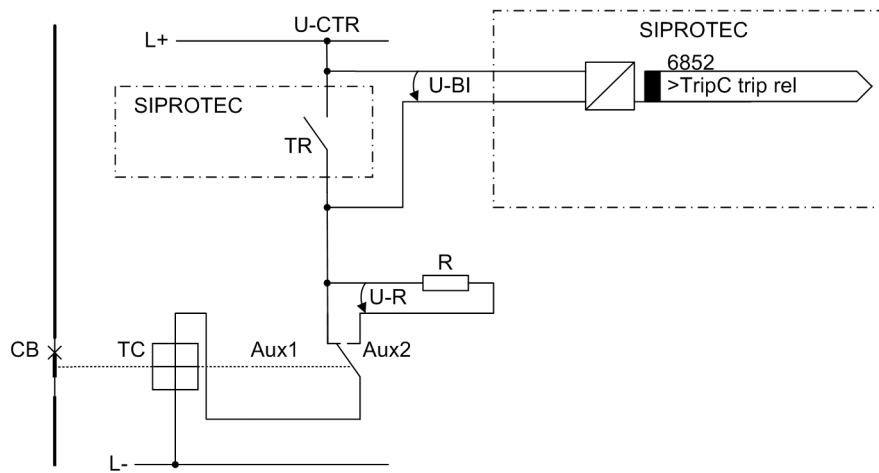 U-CTR
L+
SIPROTEC
6852
>TripC trip rel
U-BI
SIPROTEC
TR
R
U-R
CB
TC
Aux1
Aux2
L-